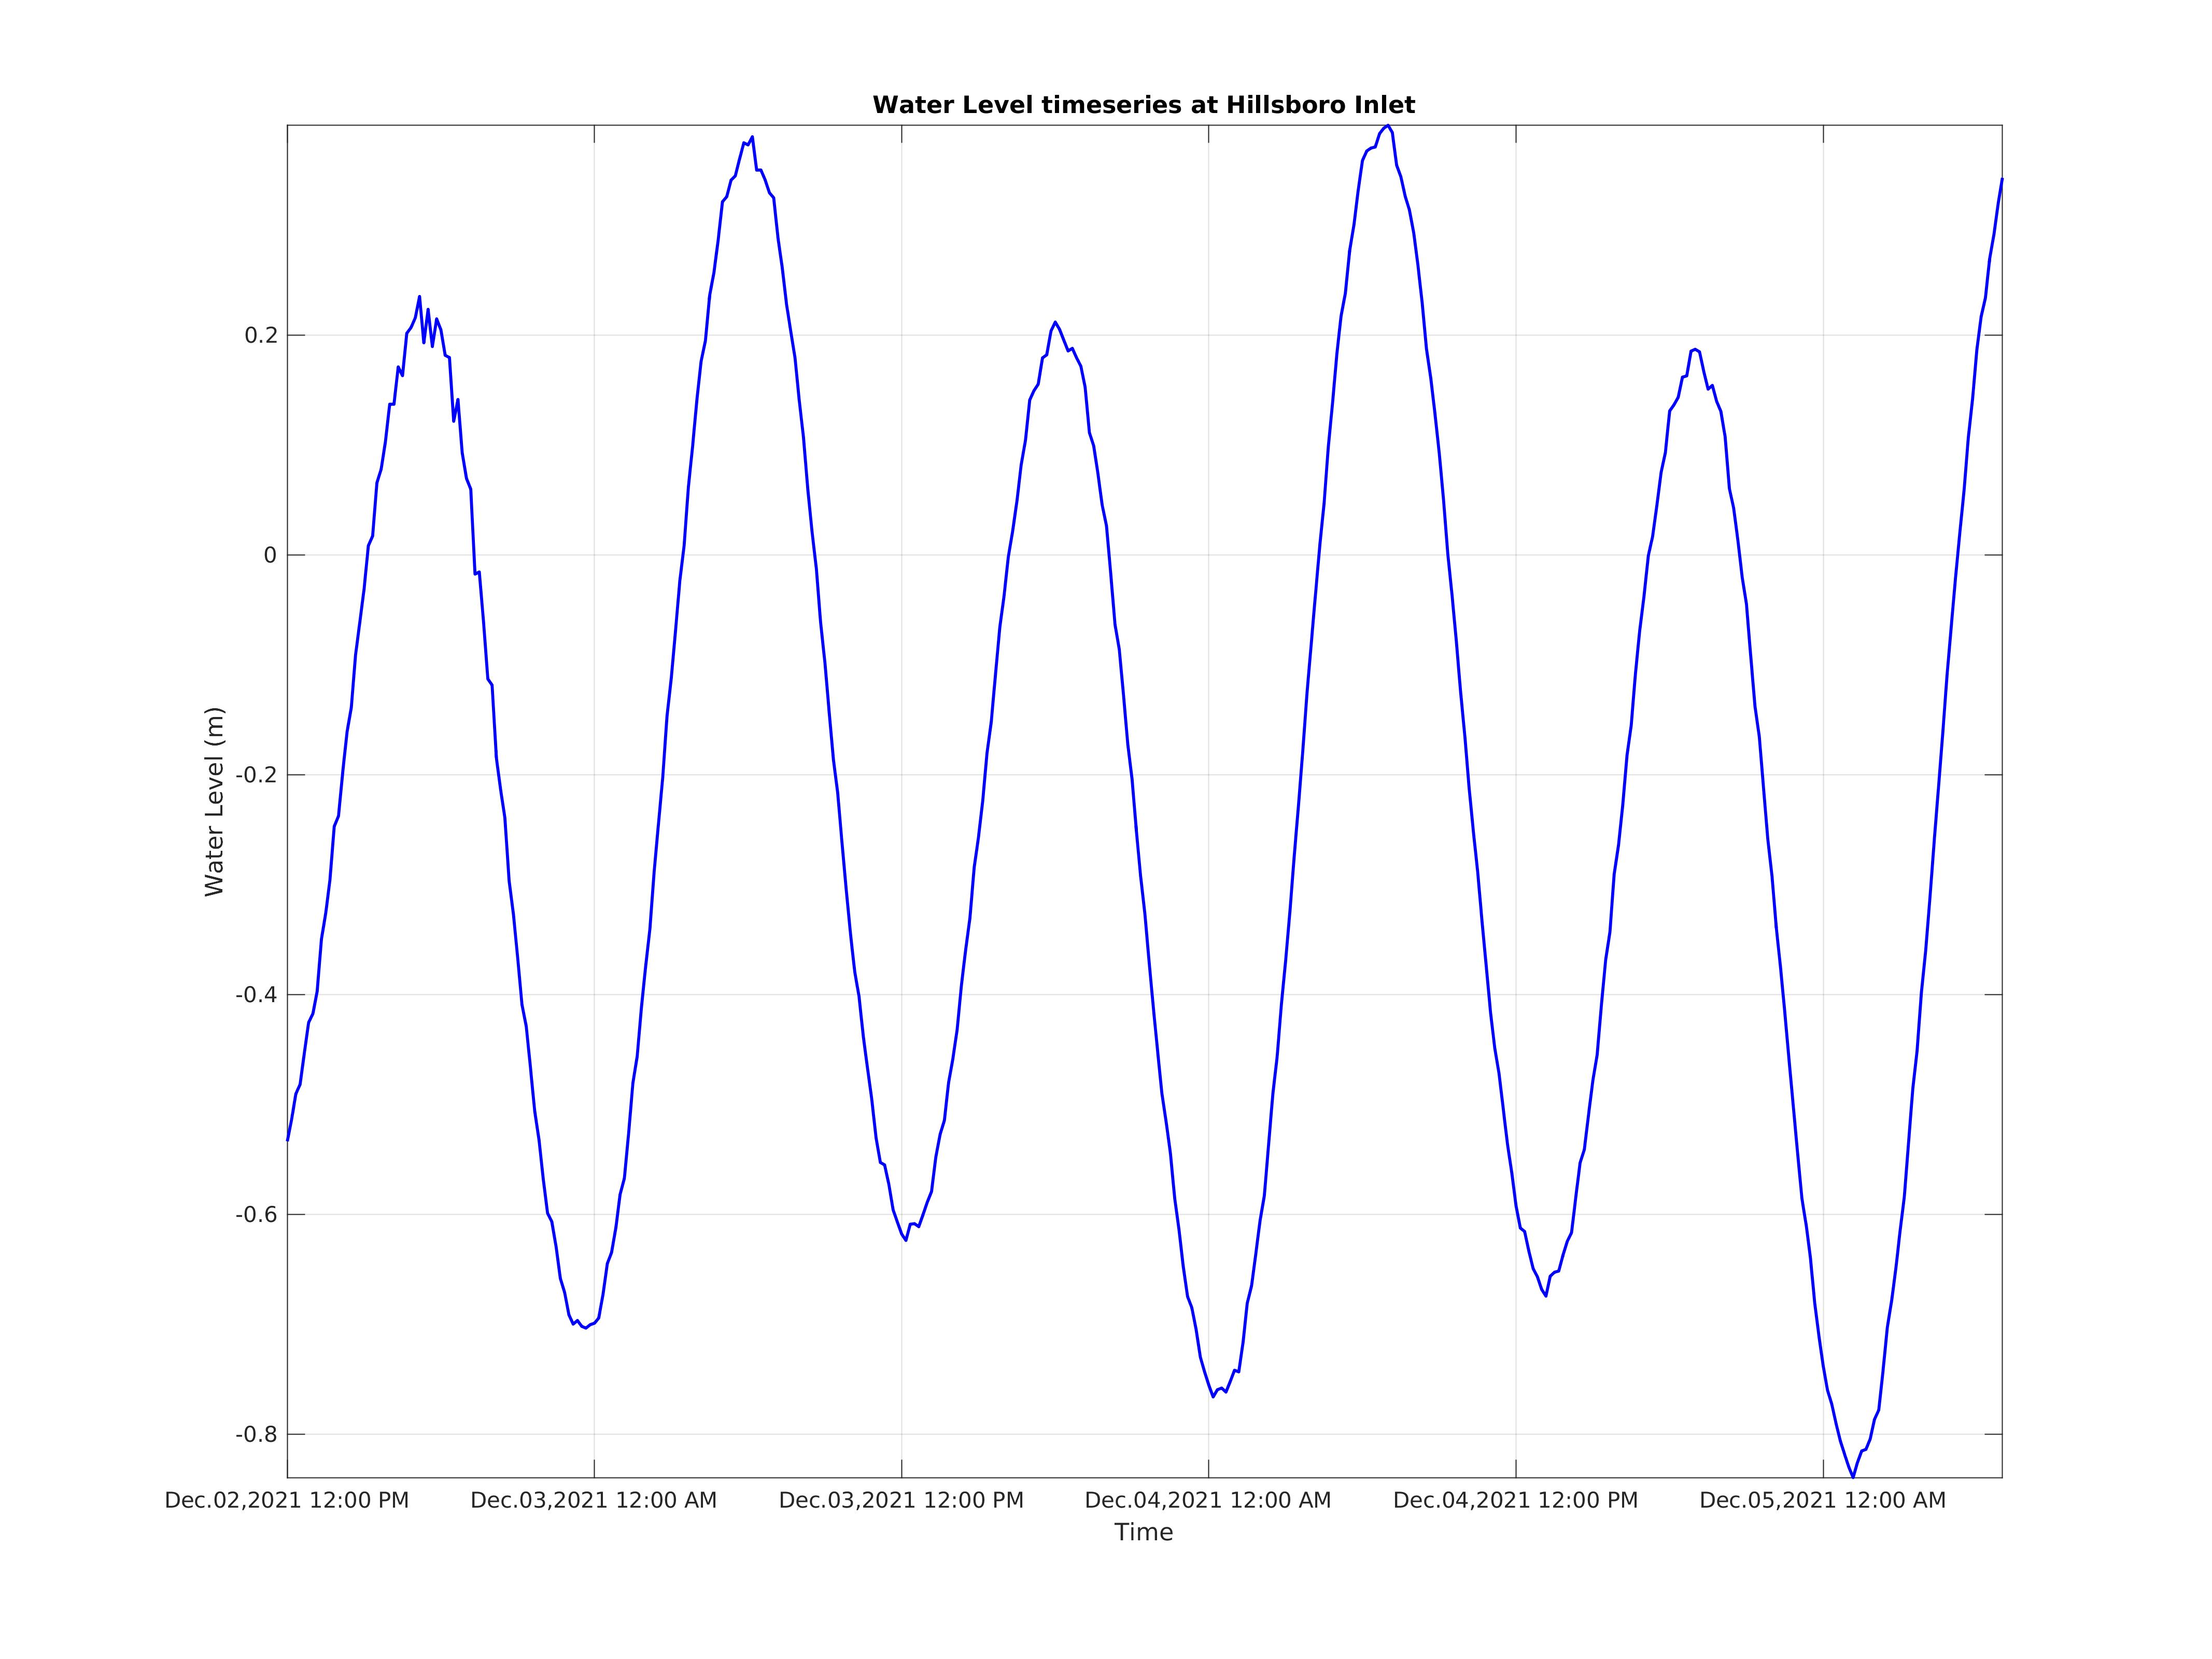 Water Level timeseries at Hillsboro Inlet
Water Level (m)
0.2
0
-0.2
-0.4
-0.6
-0.8
Dec.02,2021 12:00 PM
Dec.03,2021 12:00 AM
Dec.03,2021 12:00 PM
Dec.04,2021 12:00 AM
Dec.04,2021 12:00 PM
Dec.05,2021 12:00 AM
Time